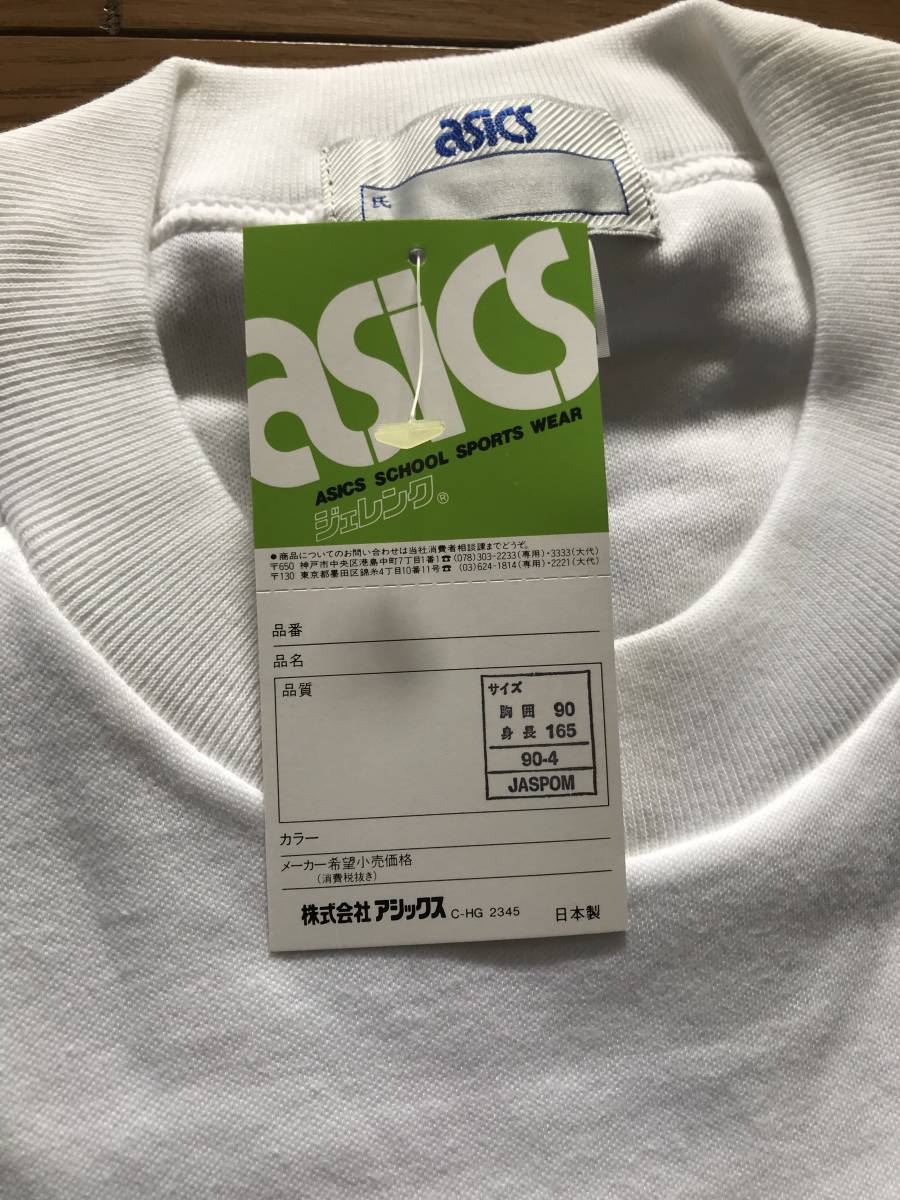 asics
氏
asics
ASICS SCHOOL SPORTS WEAR
ジェレンク®
●商品についてのお問い合わせは当社消費者相談課までどうぞ。
〒650 神戸市中央区港島中町7丁目1番1☎(078)303-2233(専用)・3333(大代)
〒130 東京都墨田区錦糸4丁目10番11号☎(03)624-1814(専用)・2221(大代)
品番
品名
品質
サイズ
胸囲 90
身長 165
90-4
JASPOM
カラー
メーカー希望小売価格
(消費税抜き)
株式会社アシックス C-HG 2345 日本製